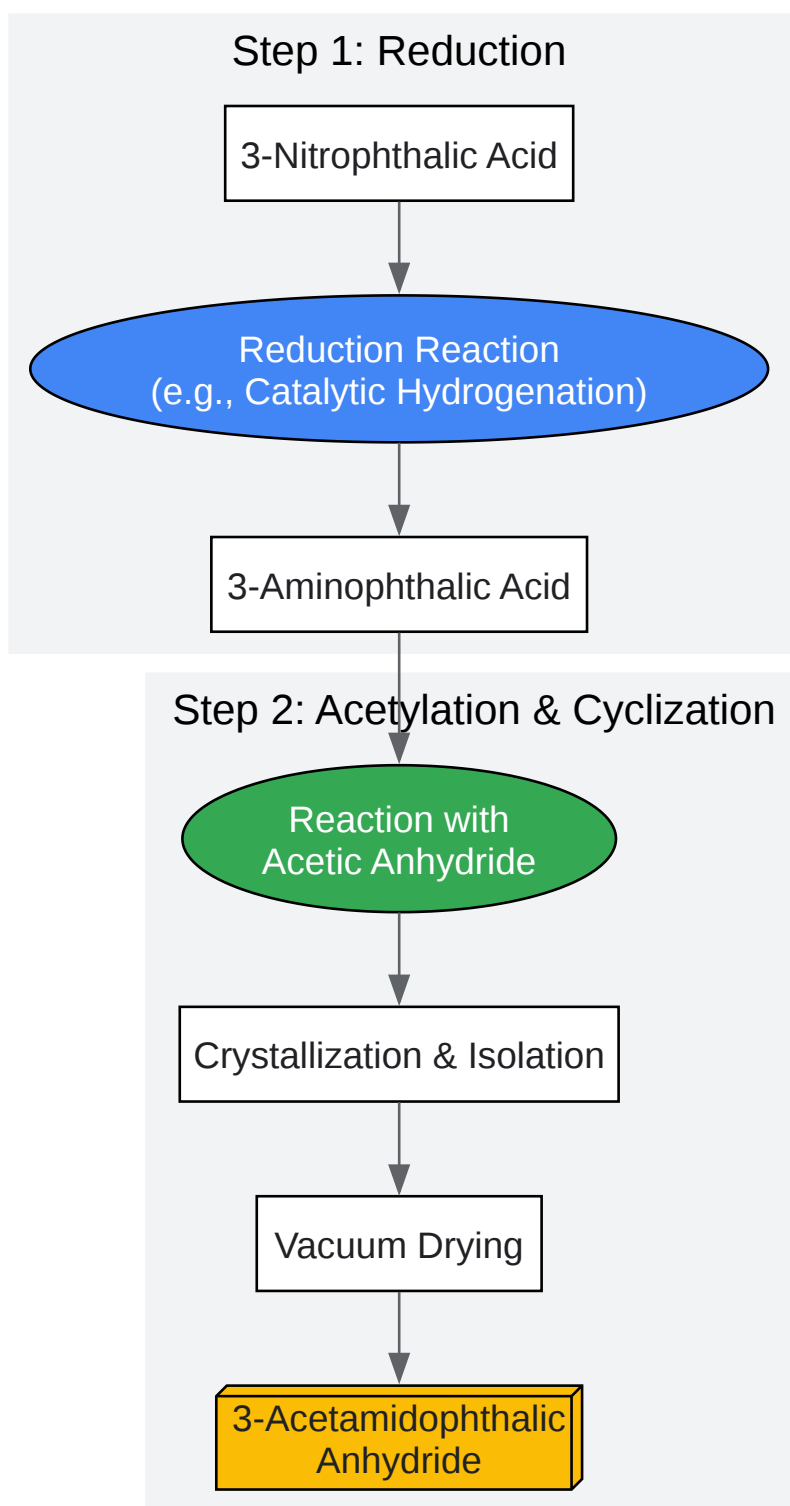 Step 1: Reduction
3-Nitrophthalic Acid
Reduction Reaction
(e.g., Catalytic Hydrogenation)
3-Aminophthalic Acid
Step 2: Acetylation & Cyclization
Reaction with
Acetic Anhydride
Crystallization & Isolation
Vacuum Drying
3-Acetamidophthalic
Anhydride